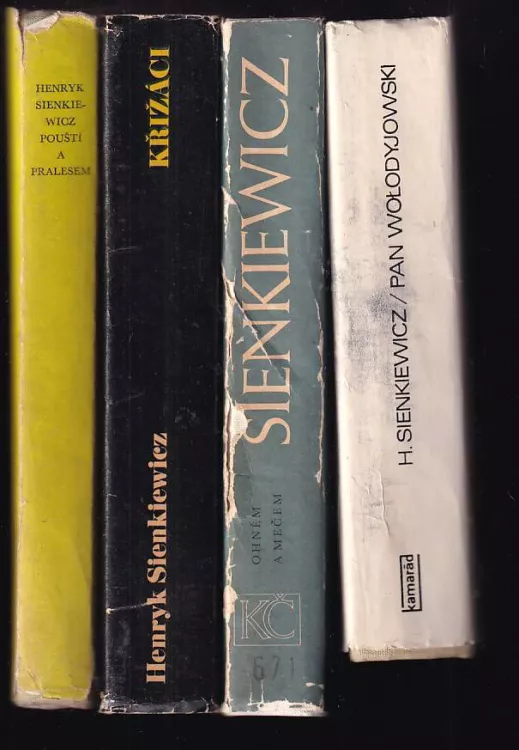 HENRYK
SIENKIE-
WICZ
POUŠTÍ
A
PRALESEM
Henryk Sienkiewicz KŘIŽÁCI
SIENKIEWICZ
OHNĚM
A MEČEM
KČ
671
H. SIENKIEWICZ / PAN WOŁODYJOWSKI
kamarád